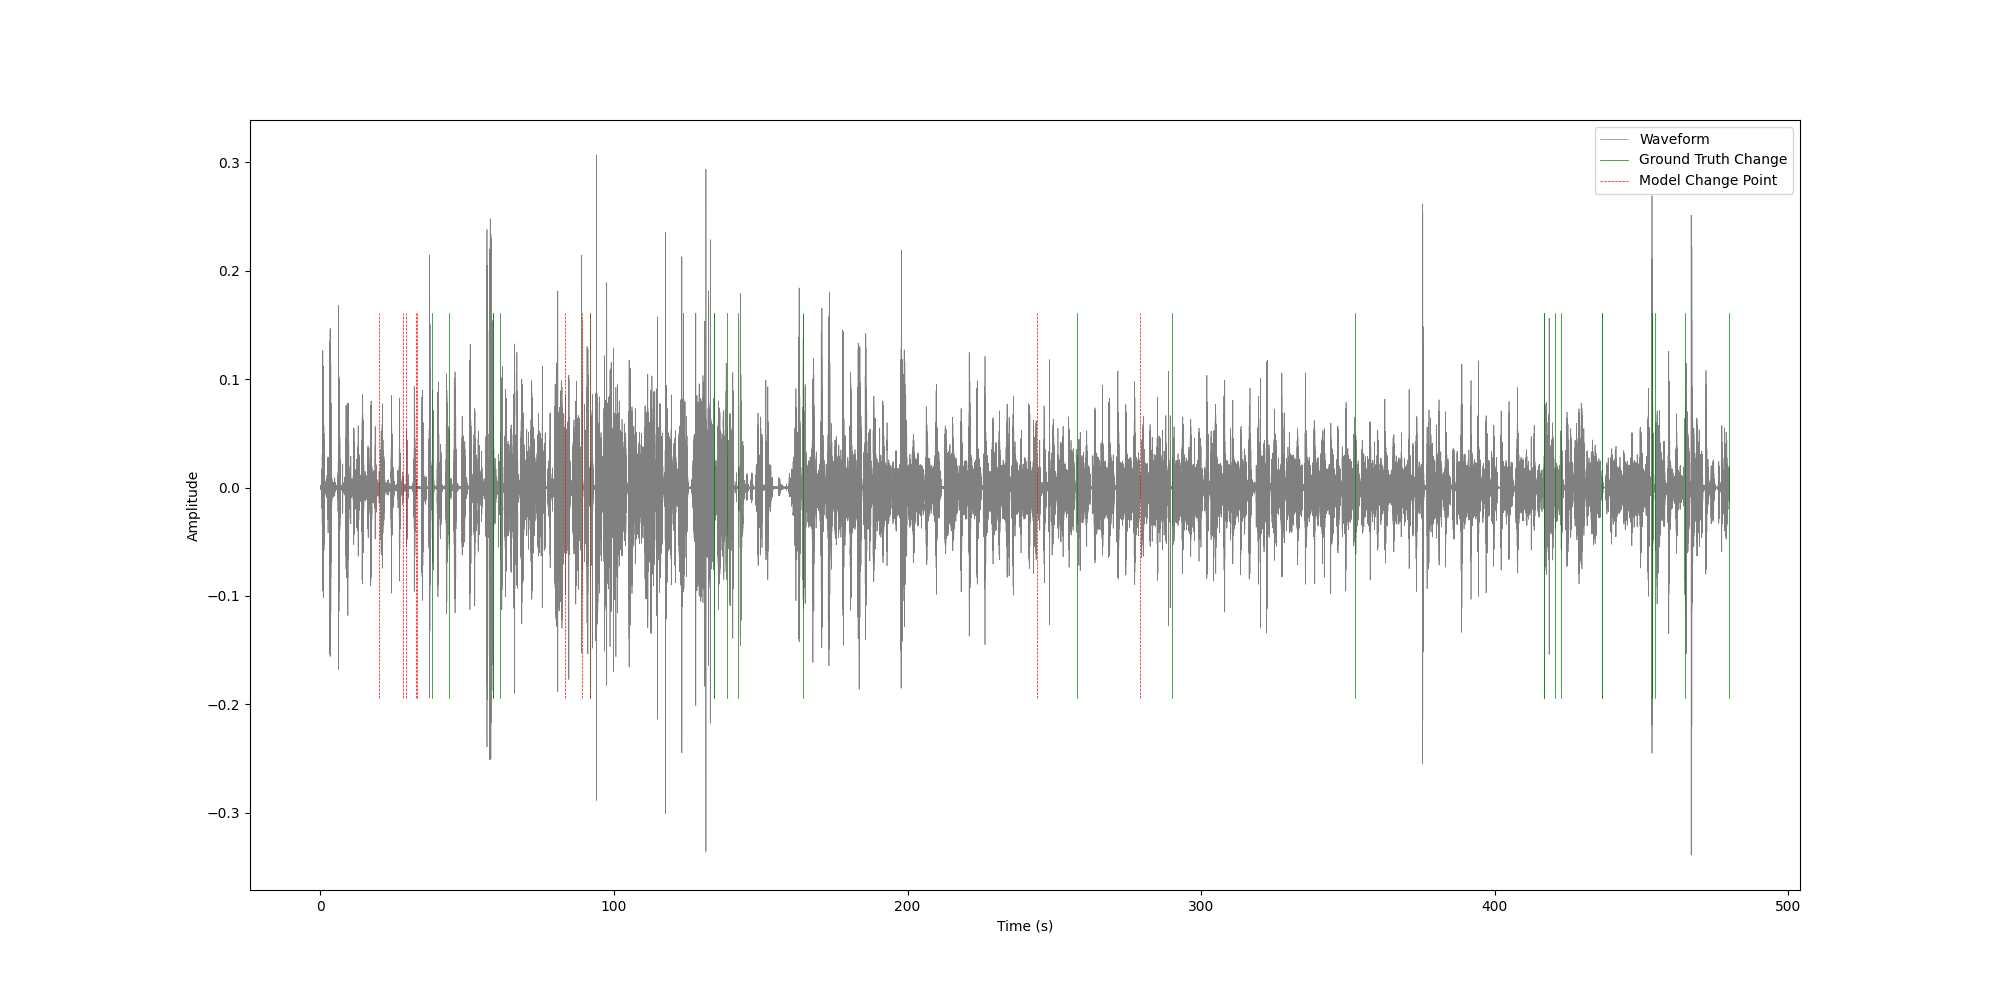 Waveform
Ground Truth Change
Model Change Point
Amplitude
0.3
0.2
0.1
0.0
−0.1
−0.2
−0.3
0 100 200 300 400 500
Time (s)